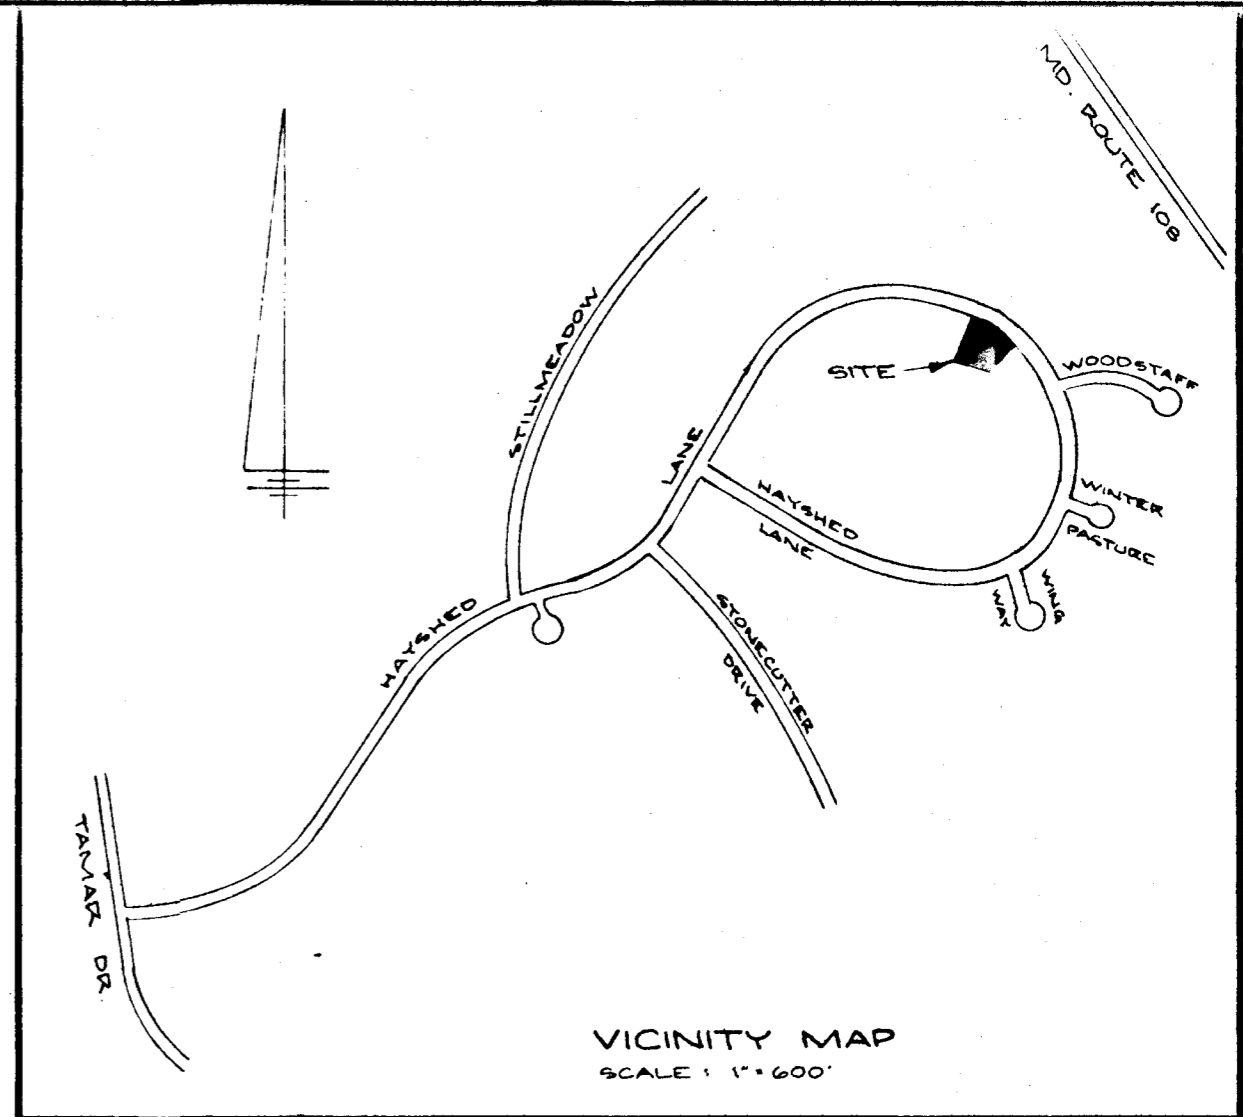 MD. ROUTE 108
STILLMEADOW
SITE
WOODSTAFF
LANE
HAYSHED
LANE
WINTER
PASTURE
WING
WAY
HAYSHED
STONECUTTER
DRIVE
TAMAR DR.
VICINITY MAP
SCALE : 1" = 600'